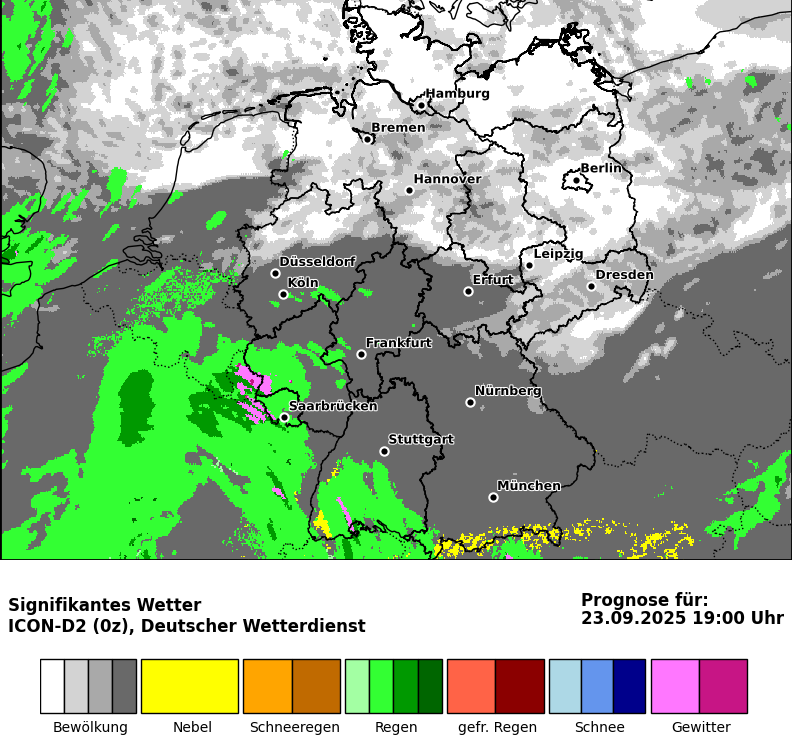 Hamburg
Bremen
Berlin
Hannover
Leipzig
Düsseldorf
Dresden
Köln
Erfurt
Frankfurt
Nürnberg
Saarbrücken
Stuttgart
München
Signifikantes Wetter
ICON-D2 (0z), Deutscher Wetterdienst
Prognose für:
23.09.2025 19:00 Uhr
Bewölkung Nebel Schneeregen Regen gefr. Regen Schnee Gewitter